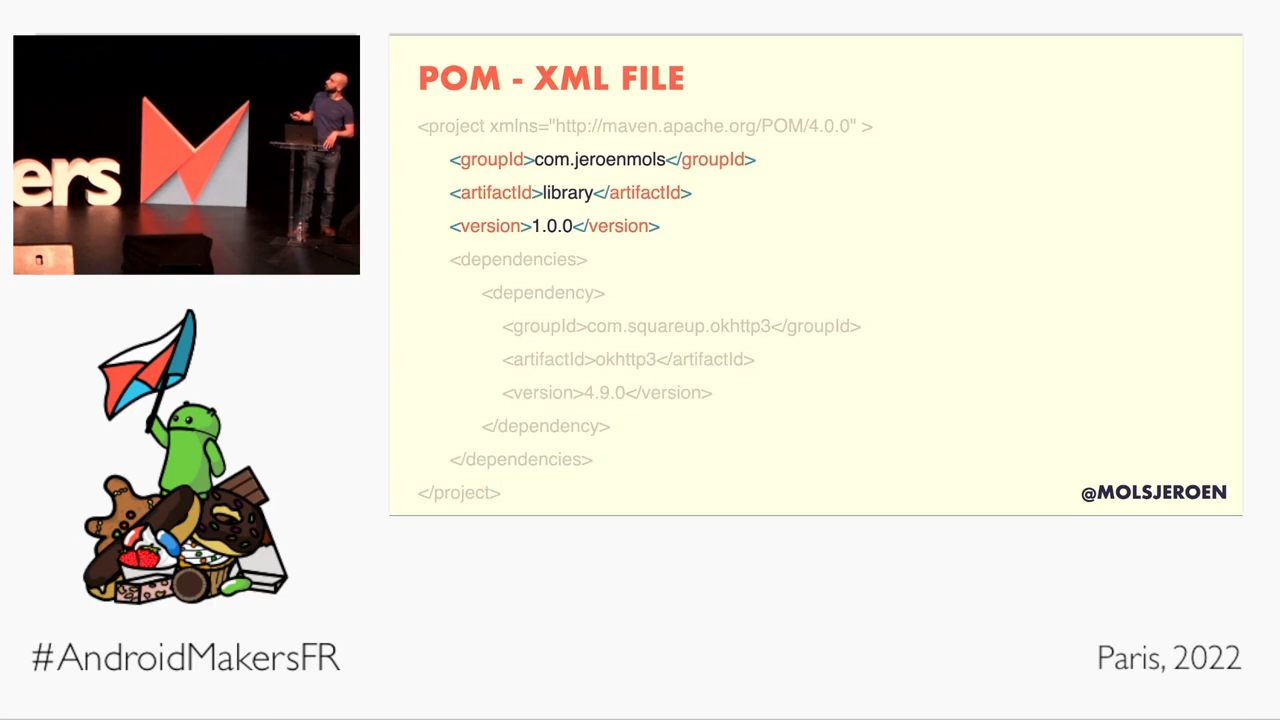 ers
POM - XML FILE
<project xmlns="http://maven.apache.org/POM/4.0.0" >
<groupId>com.jeroenmols</groupId>
<artifactId>library</artifactId>
<version>1.0.0</version>
<dependencies>
<dependency>
<groupId>com.squareup.okhttp3</groupId>
<artifactId>okhttp3</artifactId>
<version>4.9.0</version>
</dependency>
</dependencies>
</project>
@MOLSJEROEN
#AndroidMakersFR
Paris, 2022